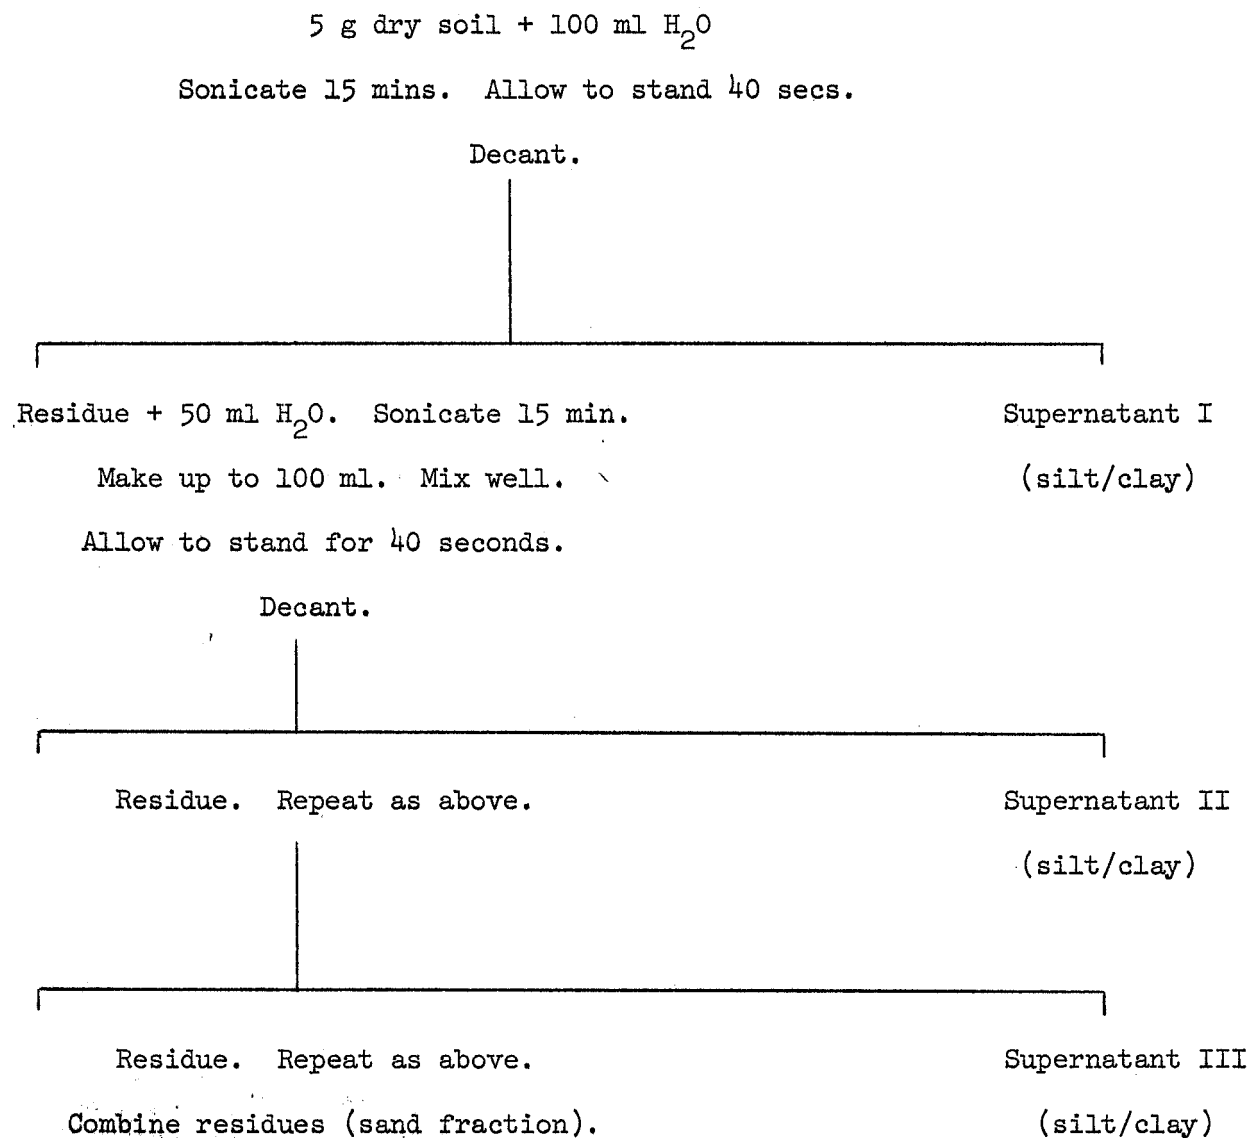 5 g dry soil + 100 ml H₂O
Sonicate 15 mins. Allow to stand 40 secs.
Decant.
Residue + 50 ml H₂O. Sonicate 15 min.
Make up to 100 ml. Mix well.
Allow to stand for 40 seconds.
Decant.
Supernatant I
(silt/clay)
Residue. Repeat as above.
Supernatant II
(silt/clay)
Residue. Repeat as above.
Combine residues (sand fraction).
Supernatant III
(silt/clay)